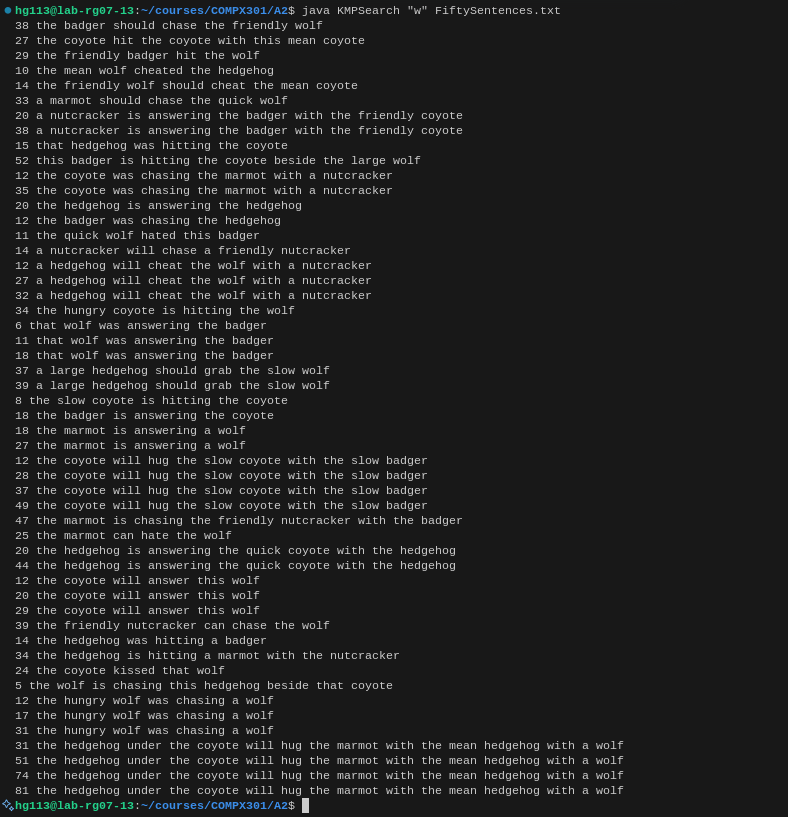 hg113@lab-rg07-13:~/courses/COMPX301/A2$ java KMPSearch "w" FiftySentences.txt
38 the badger should chase the friendly wolf
27 the coyote hit the coyote with this mean coyote
29 the friendly badger hit the wolf
10 the mean wolf cheated the hedgehog
14 the friendly wolf should cheat the mean coyote
33 a marmot should chase the quick wolf
20 a nutcracker is answering the badger with the friendly coyote
38 a nutcracker is answering the badger with the friendly coyote
15 that hedgehog was hitting the coyote
52 this badger is hitting the coyote beside the large wolf
12 the coyote was chasing the marmot with a nutcracker
35 the coyote was chasing the marmot with a nutcracker
20 the hedgehog is answering the hedgehog
12 the badger was chasing the hedgehog
11 the quick wolf hated this badger
14 a nutcracker will chase a friendly nutcracker
12 a hedgehog will cheat the wolf with a nutcracker
27 a hedgehog will cheat the wolf with a nutcracker
32 a hedgehog will cheat the wolf with a nutcracker
34 the hungry coyote is hitting the wolf
6 that wolf was answering the badger
11 that wolf was answering the badger
18 that wolf was answering the badger
37 a large hedgehog should grab the slow wolf
39 a large hedgehog should grab the slow wolf
8 the slow coyote is hitting the coyote
18 the badger is answering the coyote
18 the marmot is answering a wolf
27 the marmot is answering a wolf
12 the coyote will hug the slow coyote with the slow badger
28 the coyote will hug the slow coyote with the slow badger
37 the coyote will hug the slow coyote with the slow badger
49 the coyote will hug the slow coyote with the slow badger
47 the marmot is chasing the friendly nutcracker with the badger
25 the marmot can hate the wolf
20 the hedgehog is answering the quick coyote with the hedgehog
44 the hedgehog is answering the quick coyote with the hedgehog
12 the coyote will answer this wolf
20 the coyote will answer this wolf
29 the coyote will answer this wolf
39 the friendly nutcracker can chase the wolf
14 the hedgehog was hitting a badger
34 the hedgehog is hitting a marmot with the nutcracker
24 the coyote kissed that wolf
5 the wolf is chasing this hedgehog beside that coyote
12 the hungry wolf was chasing a wolf
17 the hungry wolf was chasing a wolf
31 the hungry wolf was chasing a wolf
31 the hedgehog under the coyote will hug the marmot with the mean hedgehog with a wolf
51 the hedgehog under the coyote will hug the marmot with the mean hedgehog with a wolf
74 the hedgehog under the coyote will hug the marmot with the mean hedgehog with a wolf
81 the hedgehog under the coyote will hug the marmot with the mean hedgehog with a wolf
hg113@lab-rg07-13:~/courses/COMPX301/A2$